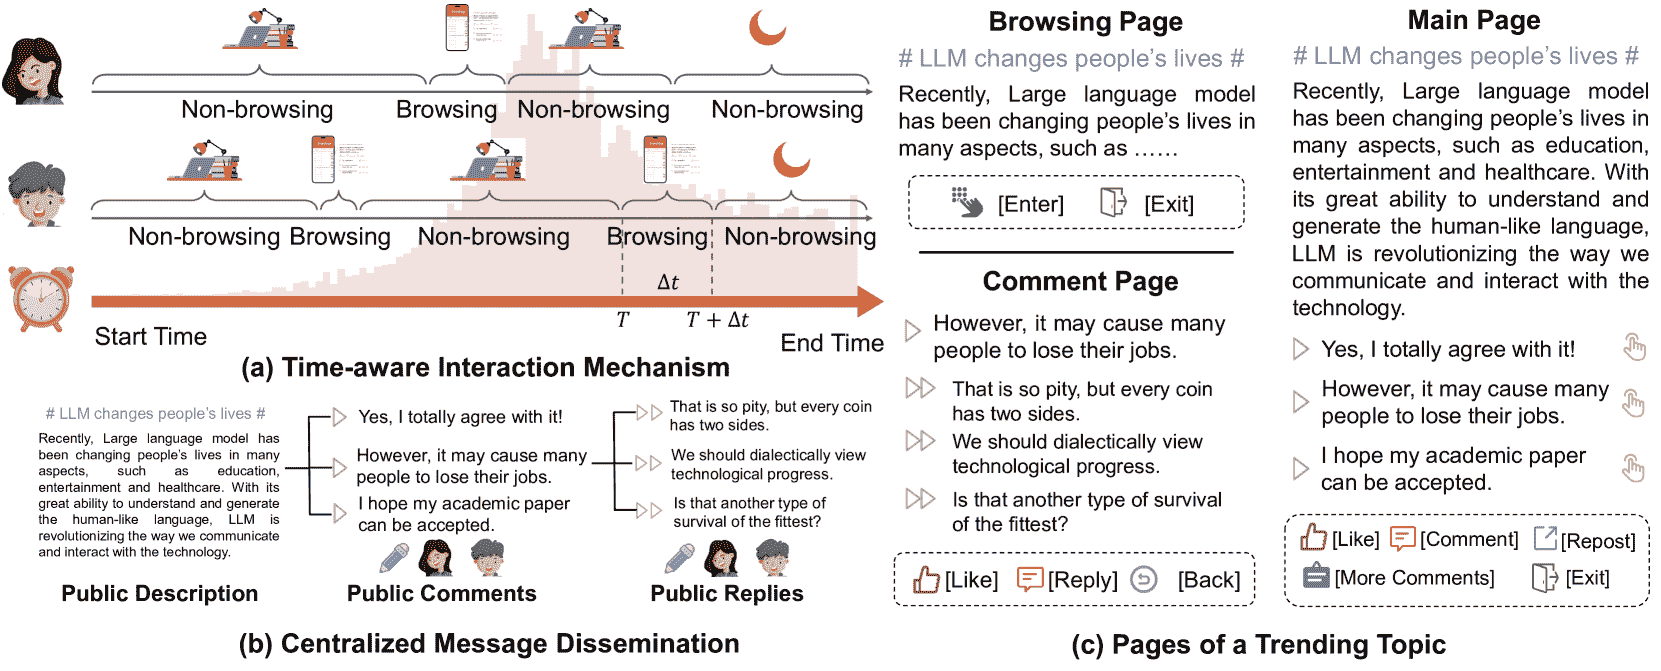 Non-browsing Browsing Non-browsing Non-browsing
Non-browsing Browsing Non-browsing Browsing Non-browsing
Δt
T T + Δt
Start Time
End Time
(a) Time-aware Interaction Mechanism
# LLM changes people's lives #
Recently, Large language model has
been changing people's lives in many
aspects, such as education,
entertainment and healthcare. With its
great ability to understand and generate
the human-like language, LLM is
revolutionizing the way we communicate
and interact with the technology.
Public Description
Yes, I totally agree with it!
However, it may cause many
people to lose their jobs.
I hope my academic paper
can be accepted.
Public Comments
That is so pity, but every coin
has two sides.
We should dialectically view
technological progress.
Is that another type of
survival of the fittest?
Public Replies
(b) Centralized Message Dissemination
Browsing Page
# LLM changes people's lives #
Recently, Large language model
has been changing people's lives in
many aspects, such as ……
[Enter] [Exit]
Comment Page
However, it may cause many
people to lose their jobs.
That is so pity, but every coin
has two sides.
We should dialectically view
technological progress.
Is that another type of survival
of the fittest?
[Like] [Reply] [Back]
Main Page
# LLM changes people's lives #
Recently, Large language model
has been changing people's lives in
many aspects, such as education,
entertainment and healthcare. With
its great ability to understand and
generate the human-like language,
LLM is revolutionizing the way we
communicate and interact with the
technology.
Yes, I totally agree with it!
However, it may cause many
people to lose their jobs.
I hope my academic paper
can be accepted.
[Like] [Comment] [Repost]
[More Comments] [Exit]
(c) Pages of a Trending Topic